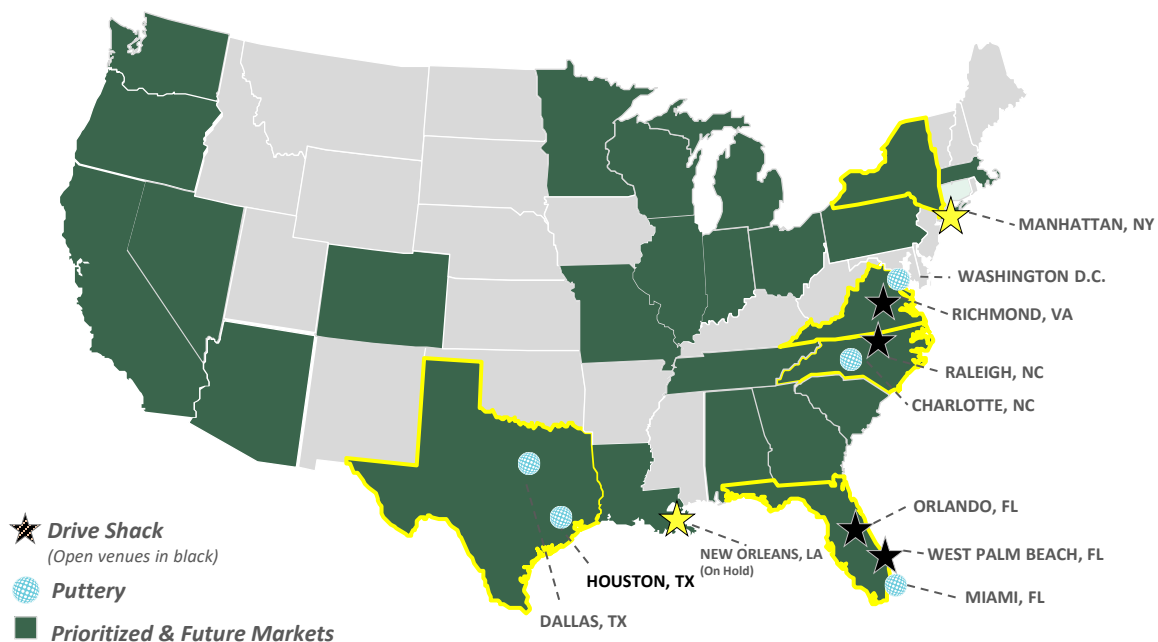 MANHATTAN, NY
WASHINGTON D.C.
RICHMOND, VA
RALEIGH, NC
CHARLOTTE, NC
ORLANDO, FL
WEST PALM BEACH, FL
MIAMI, FL
NEW ORLEANS, LA
(On Hold)
HOUSTON, TX
DALLAS, TX
Drive Shack
(Open venues in black)
Puttery
Prioritized & Future Markets